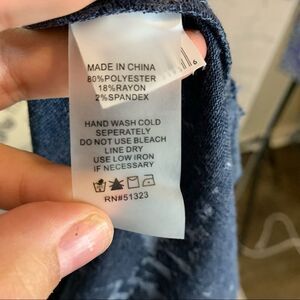 MADE IN CHINA
80%POLYESTER
18%RAYON
2%SPANDEX
HAND WASH COLD
SEPERATELY
DO NOT USE BLEACH
LINE DRY
USE LOW IRON
IF NECESSARY
RN#51323
6